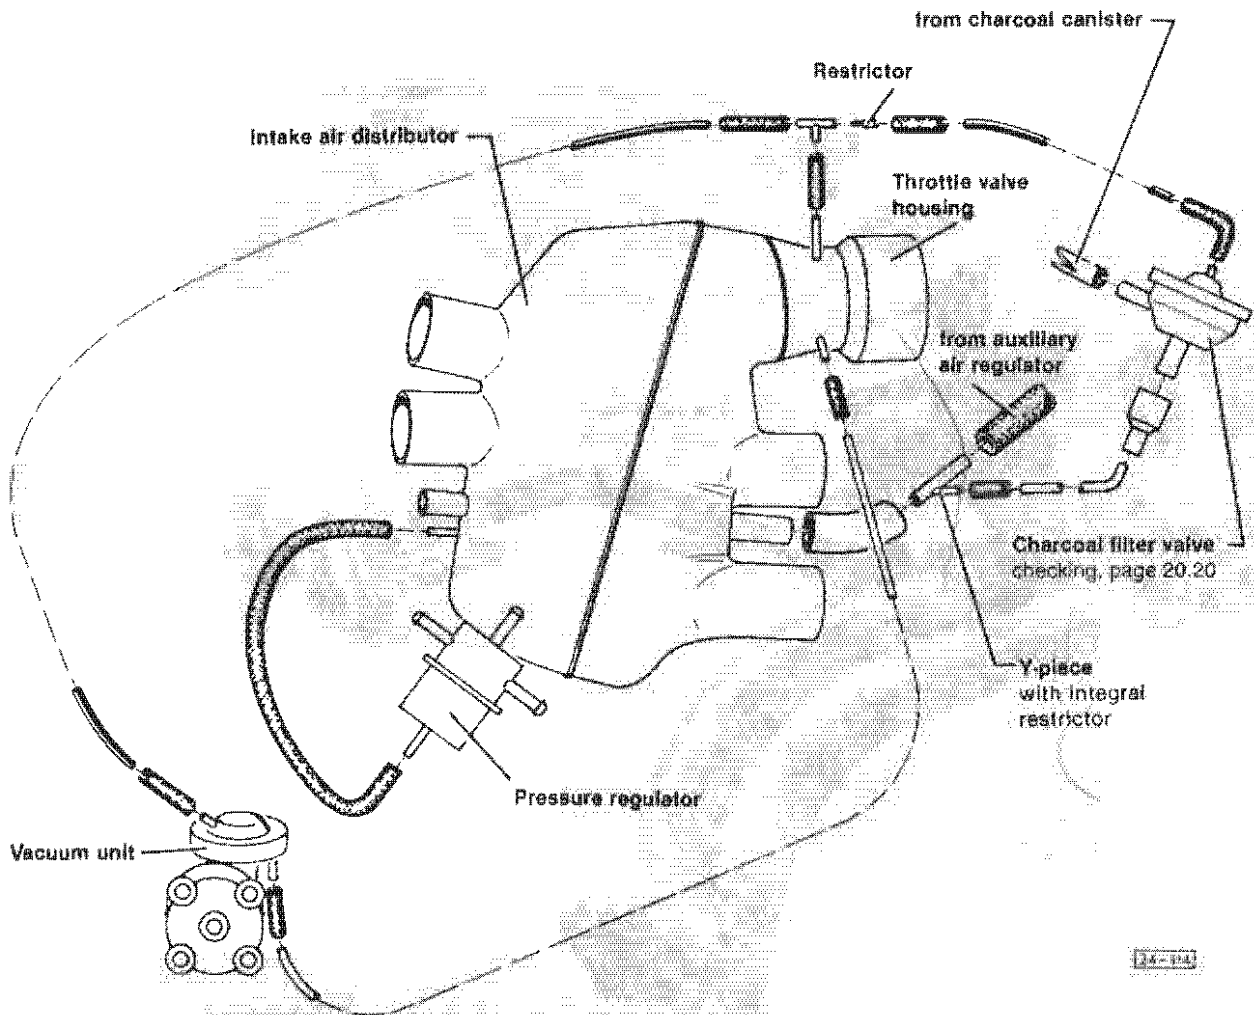 from charcoal canister
Restrictor
Intake air distributor
Throttle valve
housing
from auxiliary
air regulator
Charcoal filter valve
checking, page 20.20
Y-piece
with integral
restrictor
Pressure regulator
Vacuum unit